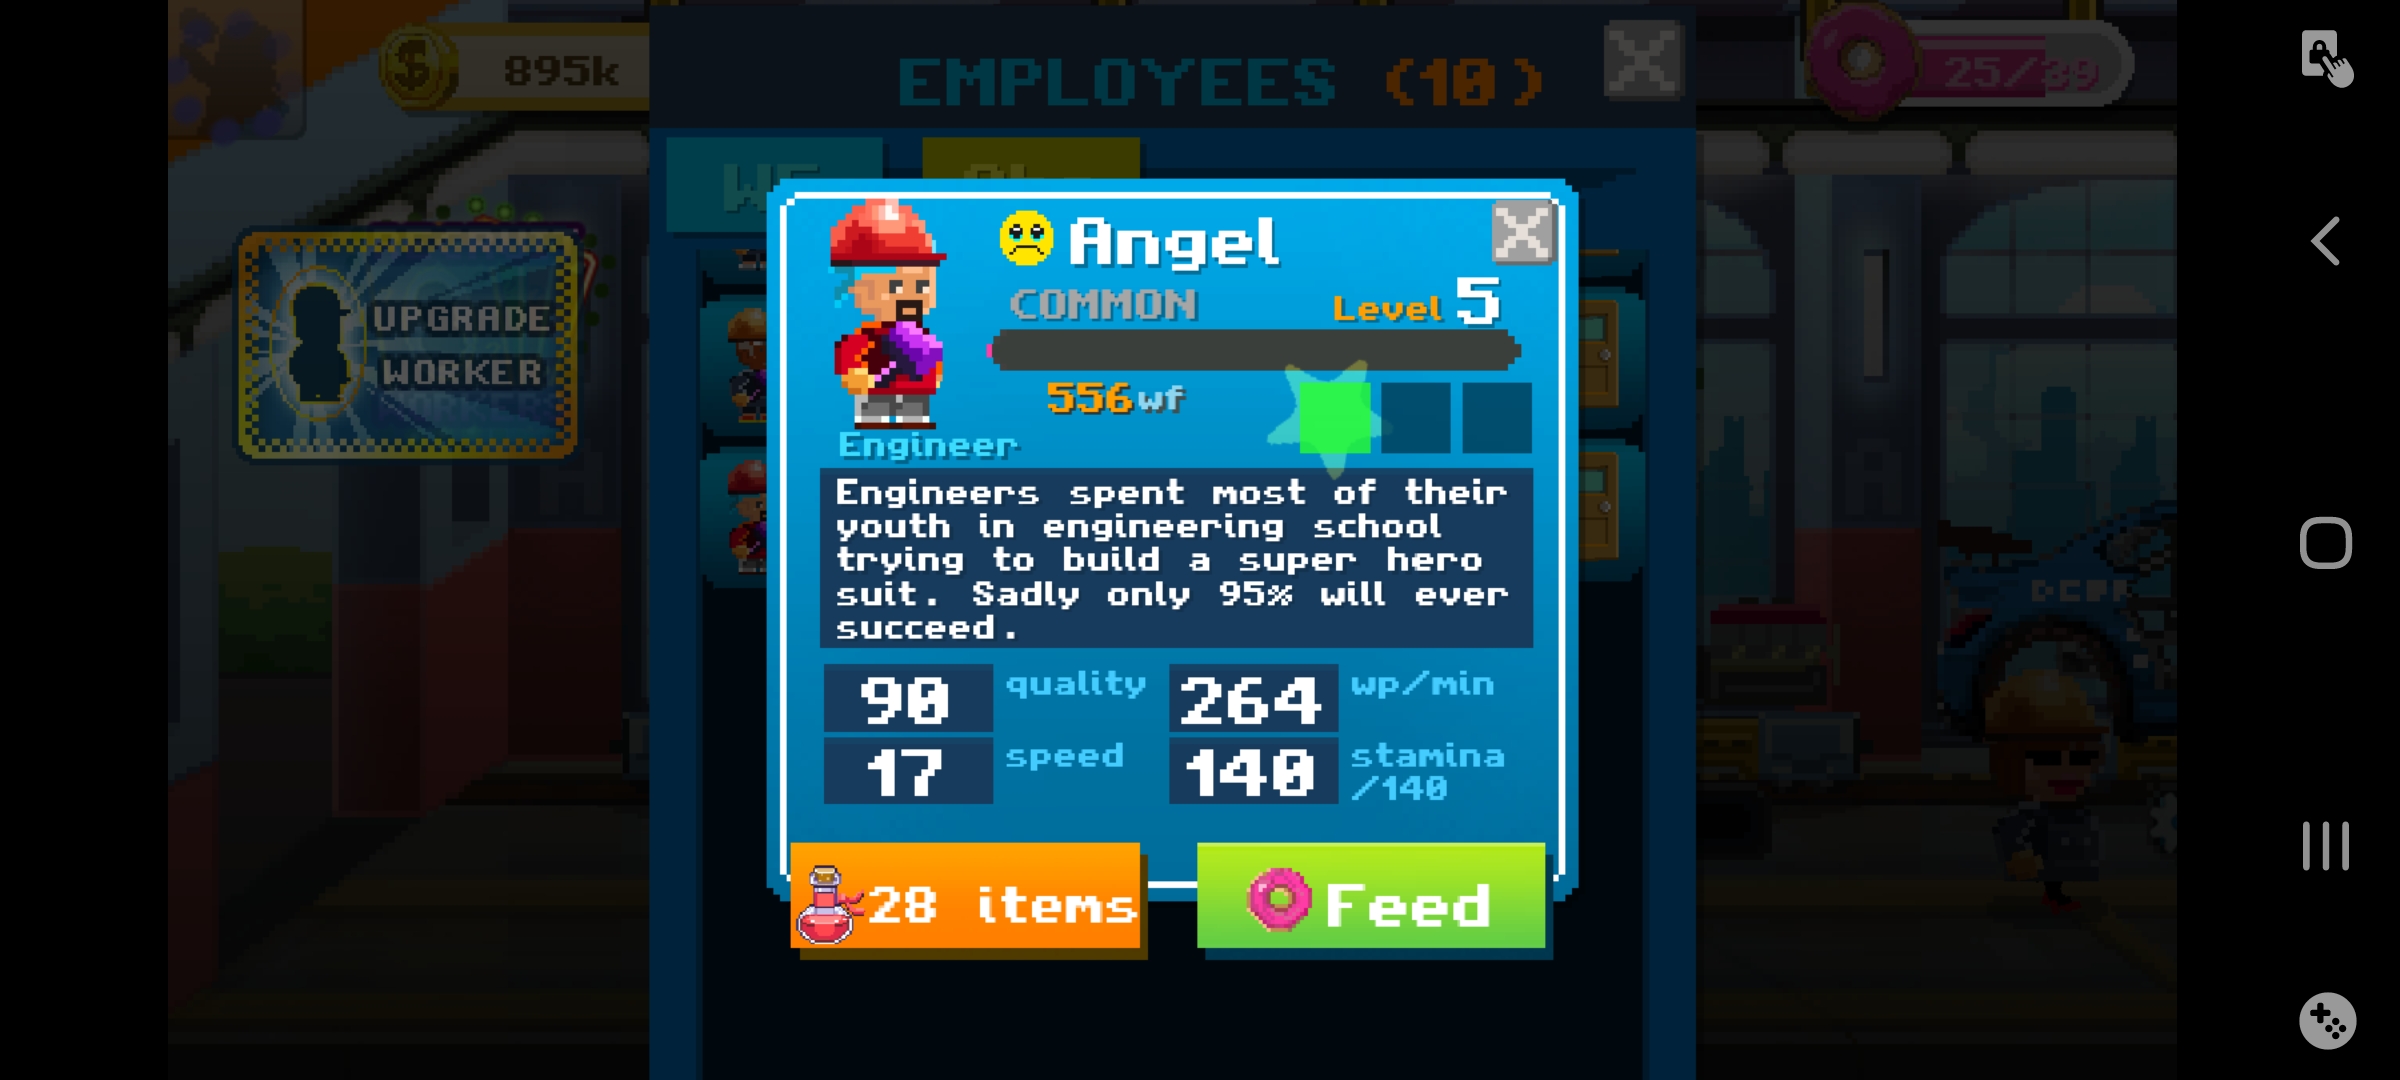 895k
EMPLOYEES (10)
25/39
UPGRADE
WORKER
Angel
COMMON
Level 5
556 wf
Engineer
Engineers spent most of their
youth in engineering school
trying to build a super hero
suit. Sadly only 95% will ever
succeed.
90 quality
264 wp/min
17 speed
140 stamina
/140
28 items
Feed